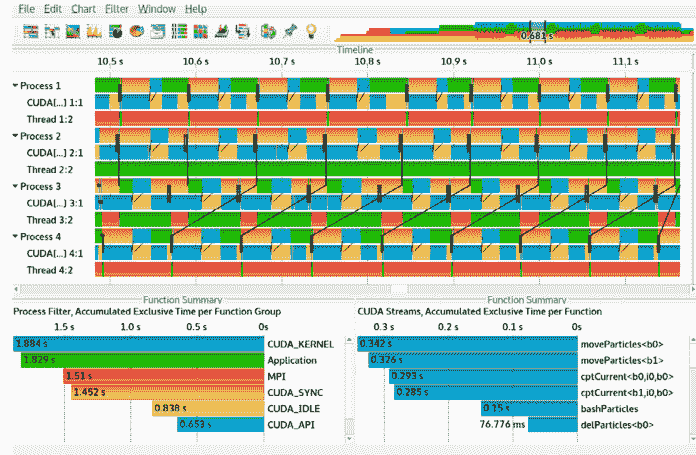 File Edit Chart Filter Window Help
0.681 s
Timeline
10.5 s 10.6 s 10.7 s 10.8 s 10.9 s 11.0 s 11.1 s
Process 1
CUDA[...] 1:1
Thread 1:2
Process 2
CUDA[...] 2:1
Thread 2:2
Process 3
CUDA[...] 3:1
Thread 3:2
Process 4
CUDA[...] 4:1
Thread 4:2
Function Summary
Process Filter, Accumulated Exclusive Time per Function Group
1.5 s 1.0 s 0.5 s 0s
1.884 s CUDA_KERNEL
1.829 s Application
1.51 s MPI
1.452 s CUDA_SYNC
0.838 s CUDA_IDLE
0.653 s CUDA_API
Function Summary
CUDA Streams, Accumulated Exclusive Time per Function
0.3 s 0.2 s 0.1 s 0s
0.342 s moveParticles<b0>
0.326 s moveParticles<b1>
0.293 s cptCurrent<b0,i0,b0>
0.285 s cptCurrent<b1,i0,b0>
0.15 s bashParticles
76.776 ms delParticles<b0>